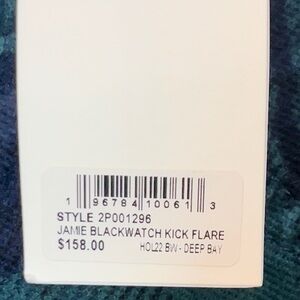 1 96784 10061 3
STYLE 2P001296
JAMIE BLACKWATCH KICK FLARE
$158.00 HOL22 BW - DEEP BAY